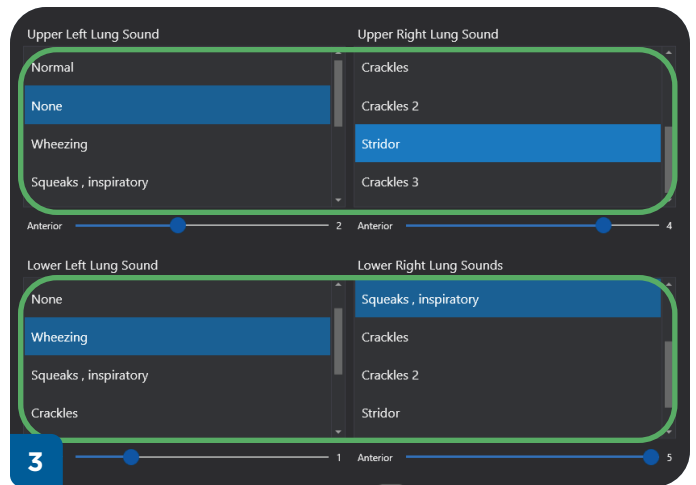 Upper Left Lung Sound
Normal
None
Wheezing
Squeaks , inspiratory
Anterior 2
Upper Right Lung Sound
Crackles
Crackles 2
Stridor
Crackles 3
Anterior 4
Lower Left Lung Sound
None
Wheezing
Squeaks , inspiratory
Crackles
1
Lower Right Lung Sounds
Squeaks , inspiratory
Crackles
Crackles 2
Stridor
Anterior 5
3